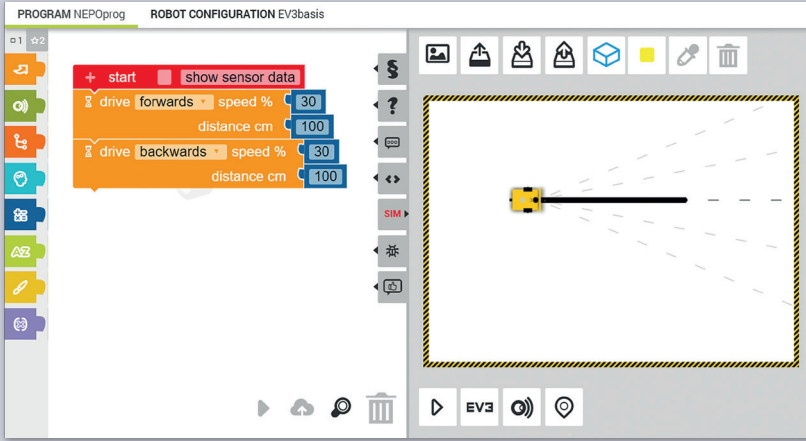 PROGRAM NEPOprog ROBOT CONFIGURATION EV3basis
1 2
+ start show sensor data
drive forwards speed % 30
distance cm 100
drive backwards speed % 30
distance cm 100
§
?
SIM
AZ
EV3